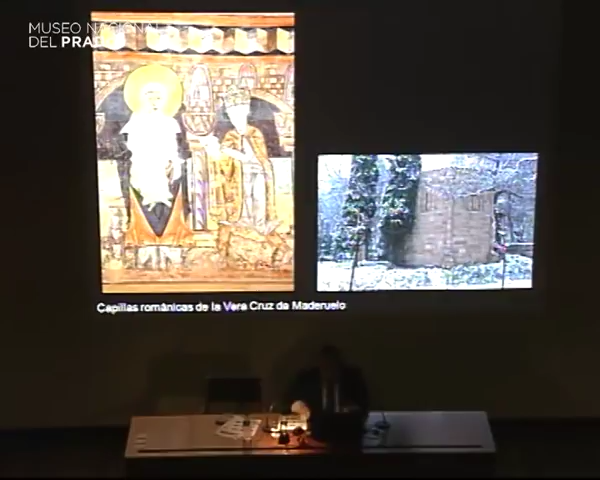 MUSEO NACIONAL
DEL PRADO
Capillas románicas de la Vera Cruz da Maderuelo